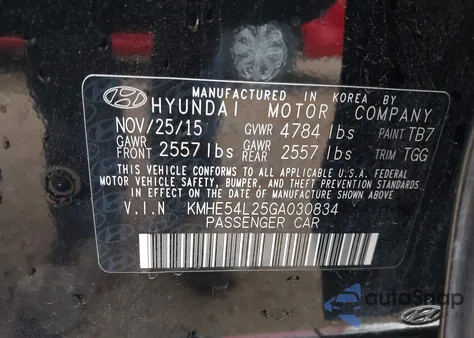 MANUFACTURED IN KOREA BY
HYUNDAI MOTOR COMPANY
NOV/25/15 GVWR 4784 lbs PAINT TB7
GAWR FRONT 2557 lbs GAWR REAR 2557 lbs TRIM TGG
THIS VEHICLE CONFORMS TO ALL APPLICABLE U.S.A. FEDERAL
MOTOR VEHICLE SAFETY, BUMPER, AND THEFT PREVENTION STANDARDS
IN EFFECT ON THE DATE OF MANUFACTURE SHOWN ABOVE.
V.I.N KMHE54L25GA030834
PASSENGER CAR
autoSnap